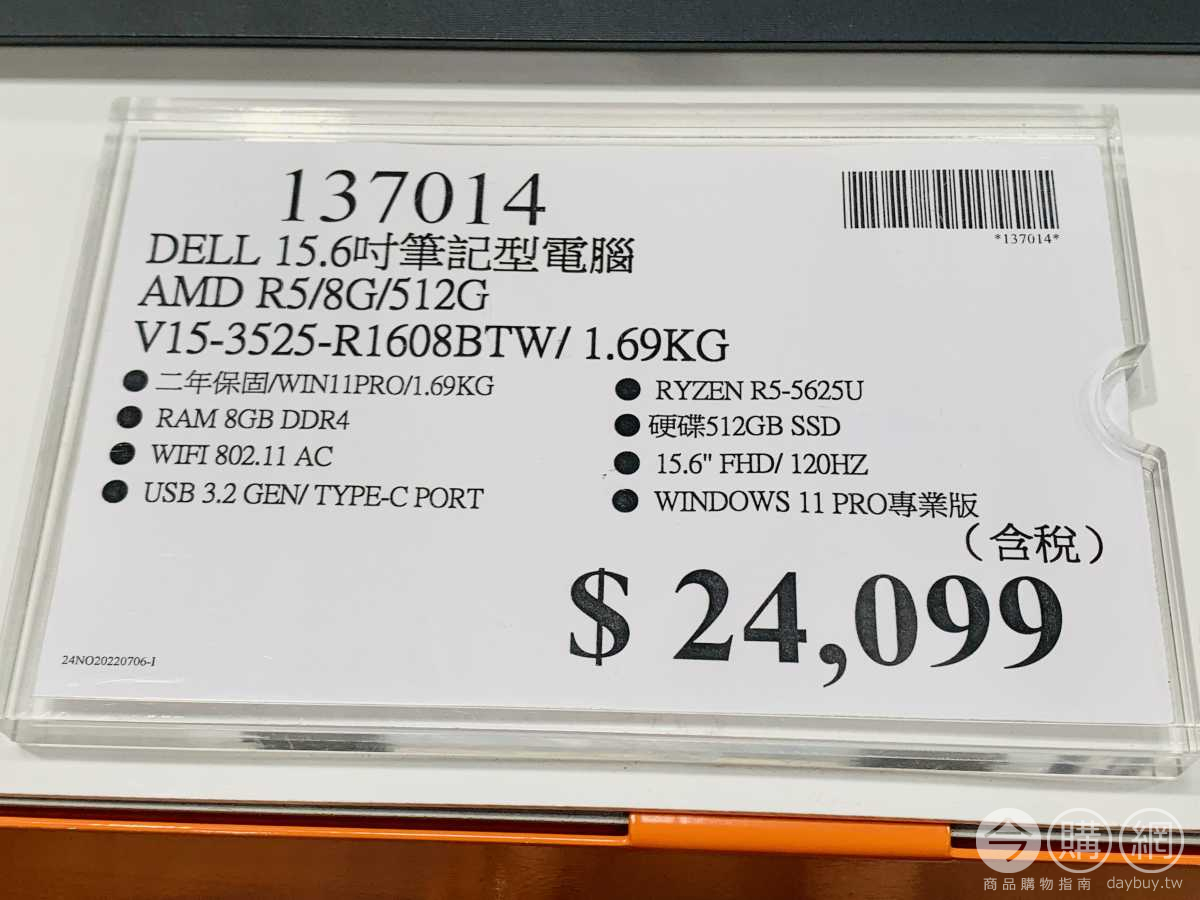 137014
*137014*
DELL 15.6吋筆記型電腦
AMD R5/8G/512G
V15-3525-R1608BTW/ 1.69KG
二年保固/WIN11PRO/1.69KG
RAM 8GB DDR4
WIFI 802.11 AC
USB 3.2 GEN/ TYPE-C PORT
RYZEN R5-5625U
硬碟512GB SSD
15.6" FHD/ 120HZ
WINDOWS 11 PRO專業版
（含稅）
$ 24,099
24NO20220706-I
今購網
商品購物指南 daybuy.tw